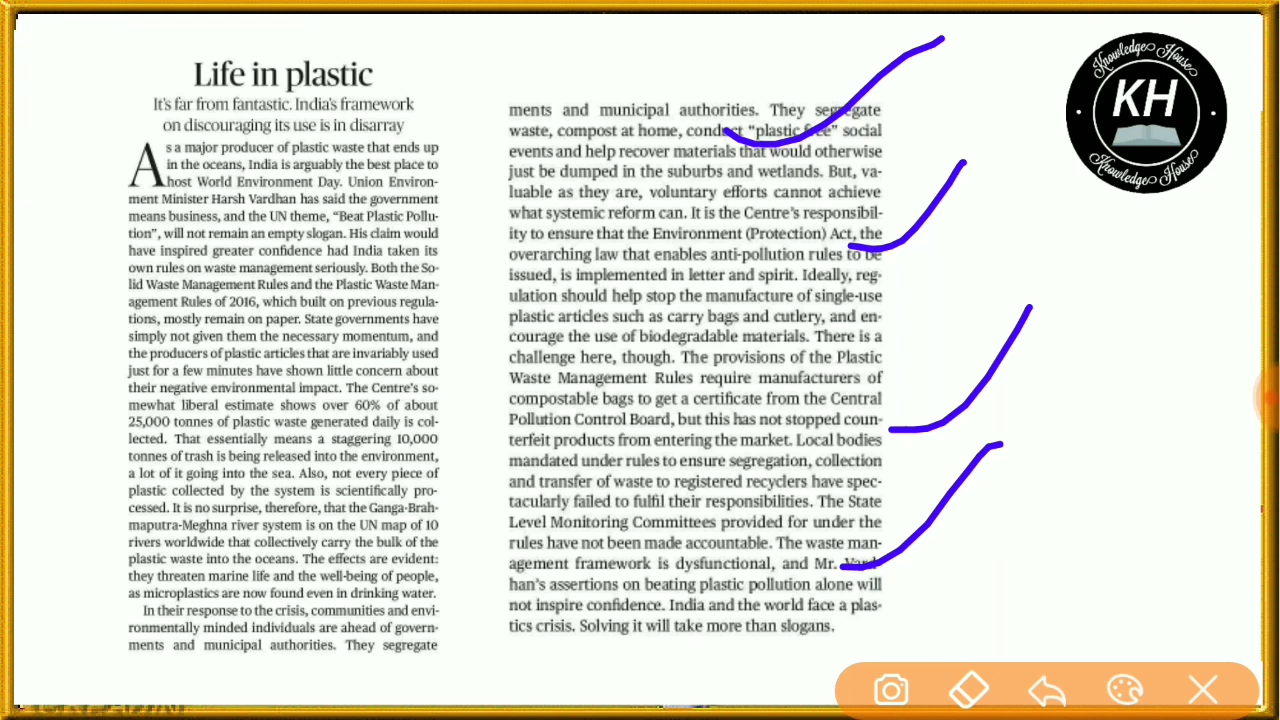 Life in plastic
It's far from fantastic. India's framework
on discouraging its use is in disarray
As a major producer of plastic waste that ends up
in the oceans, India is arguably the best place to
host World Environment Day. Union Environ-
ment Minister Harsh Vardhan has said the government
means business, and the UN theme, “Beat Plastic Pollu-
tion”, will not remain an empty slogan. His claim would
have inspired greater confidence had India taken its
own rules on waste management seriously. Both the So-
lid Waste Management Rules and the Plastic Waste Man-
agement Rules of 2016, which built on previous regula-
tions, mostly remain on paper. State governments have
simply not given them the necessary momentum, and
the producers of plastic articles that are invariably used
just for a few minutes have shown little concern about
their negative environmental impact. The Centre's so-
mewhat liberal estimate shows over 60% of about
25,000 tonnes of plastic waste generated daily is col-
lected. That essentially means a staggering 10,000
tonnes of trash is being released into the environment,
a lot of it going into the sea. Also, not every piece of
plastic collected by the system is scientifically pro-
cessed. It is no surprise, therefore, that the Ganga-Brah-
maputra-Meghna river system is on the UN map of 10
rivers worldwide that collectively carry the bulk of the
plastic waste into the oceans. The effects are evident:
they threaten marine life and the well-being of people,
as microplastics are now found even in drinking water.
In their response to the crisis, communities and envi-
ronmentally minded individuals are ahead of govern-
ments and municipal authorities. They segregate
ments and municipal authorities. They segregate
waste, compost at home, conduct “plastic free” social
events and help recover materials that would otherwise
just be dumped in the suburbs and wetlands. But, va-
luable as they are, voluntary efforts cannot achieve
what systemic reform can. It is the Centre's responsibil-
ity to ensure that the Environment (Protection) Act, the
overarching law that enables anti-pollution rules to be
issued, is implemented in letter and spirit. Ideally, reg-
ulation should help stop the manufacture of single-use
plastic articles such as carry bags and cutlery, and en-
courage the use of biodegradable materials. There is a
challenge here, though. The provisions of the Plastic
Waste Management Rules require manufacturers of
compostable bags to get a certificate from the Central
Pollution Control Board, but this has not stopped coun-
terfeit products from entering the market. Local bodies
mandated under rules to ensure segregation, collection
and transfer of waste to registered recyclers have spec-
tacularly failed to fulfil their responsibilities. The State
Level Monitoring Committees provided for under the
rules have not been made accountable. The waste man-
agement framework is dysfunctional, and Mr. Vard-
han's assertions on beating plastic pollution alone will
not inspire confidence. India and the world face a plas-
tics crisis. Solving it will take more than slogans.
Knowledge House
KH
Knowledge House